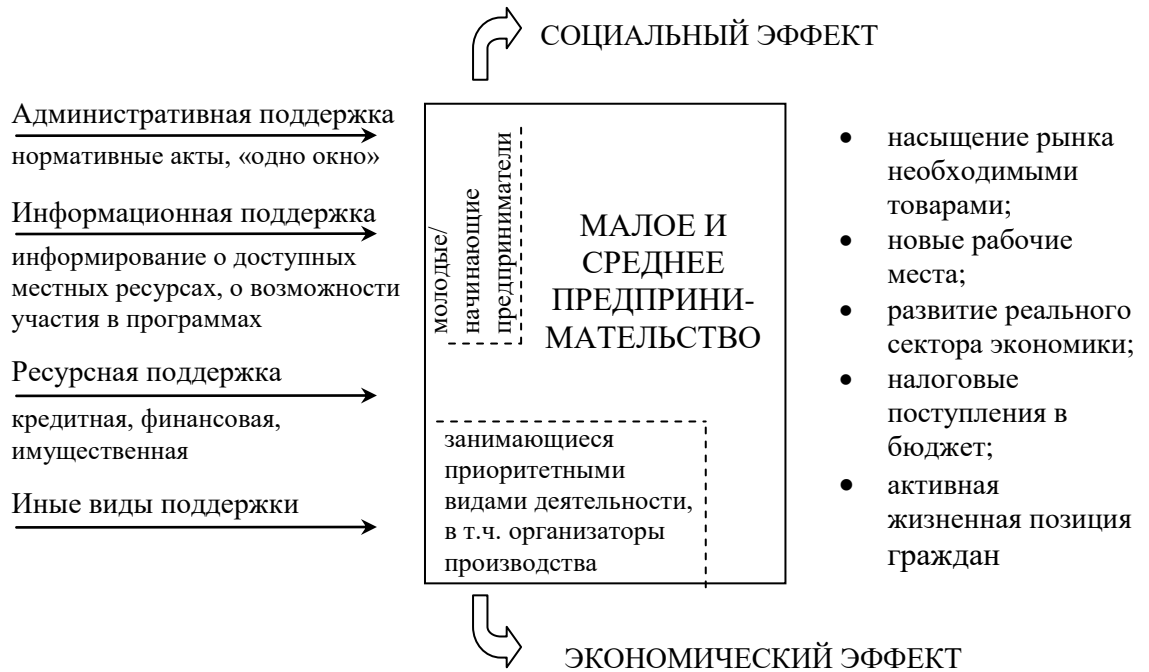 СОЦИАЛЬНЫЙ ЭФФЕКТ
Административная поддержка
нормативные акты, «одно окно»
Информационная поддержка
информирование о доступных
местных ресурсах, о возможности
участия в программах
Ресурсная поддержка
кредитная, финансовая,
имущественная
Иные виды поддержки
молодые/
начинающие
предприниматели
МАЛОЕ И
СРЕДНЕЕ
ПРЕДПРИНИ-
МАТЕЛЬСТВО
занимающиеся
приоритетными
видами деятельности,
в т.ч. организаторы
производства
• насыщение рынка
необходимыми
товарами;
• новые рабочие
места;
• развитие реального
сектора экономики;
• налоговые
поступления в
бюджет;
• активная
жизненная позиция
граждан
ЭКОНОМИЧЕСКИЙ ЭФФЕКТ